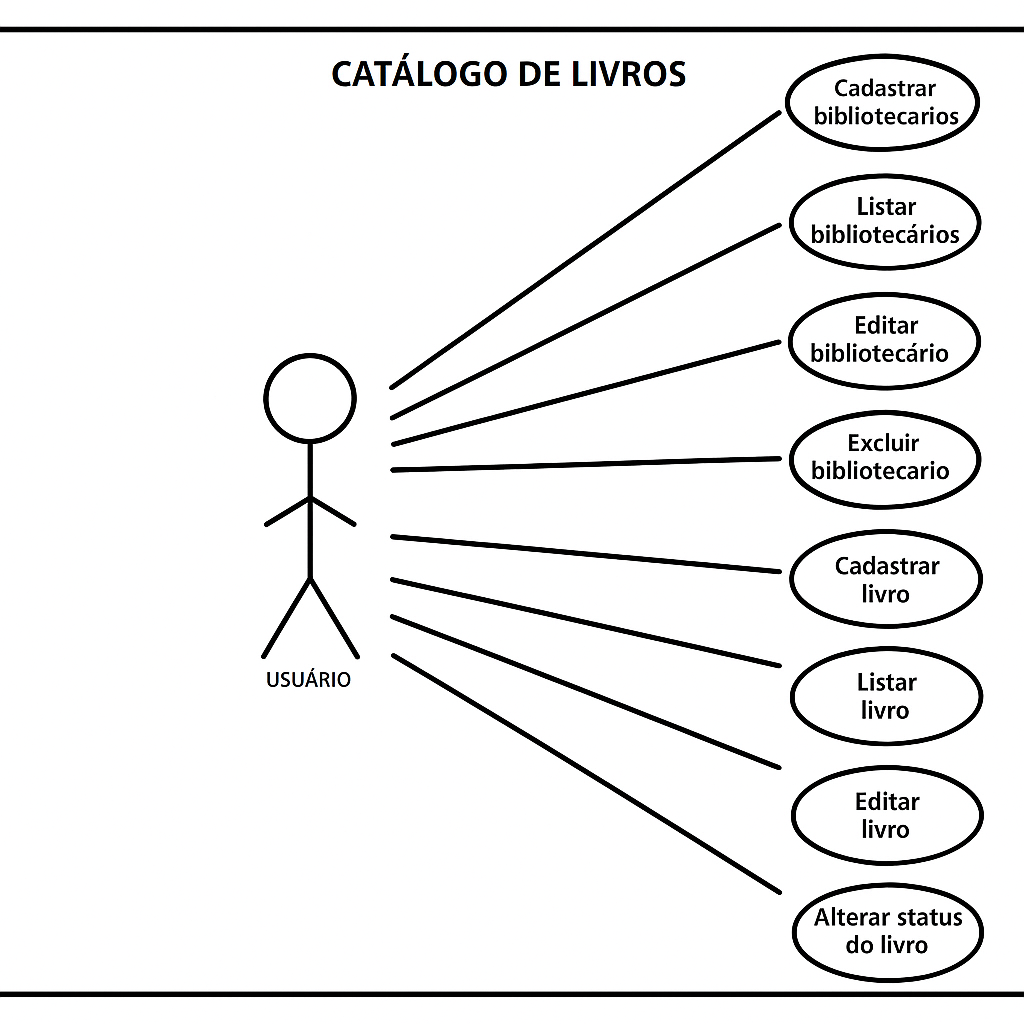 CATÁLOGO DE LIVROS
Cadastrar
bibliotecarios
Listar
bibliotecários
Editar
bibliotecário
Excluir
bibliotecario
Cadastrar
livro
Listar
livro
Editar
livro
Alterar status
do livro
USUÁRIO